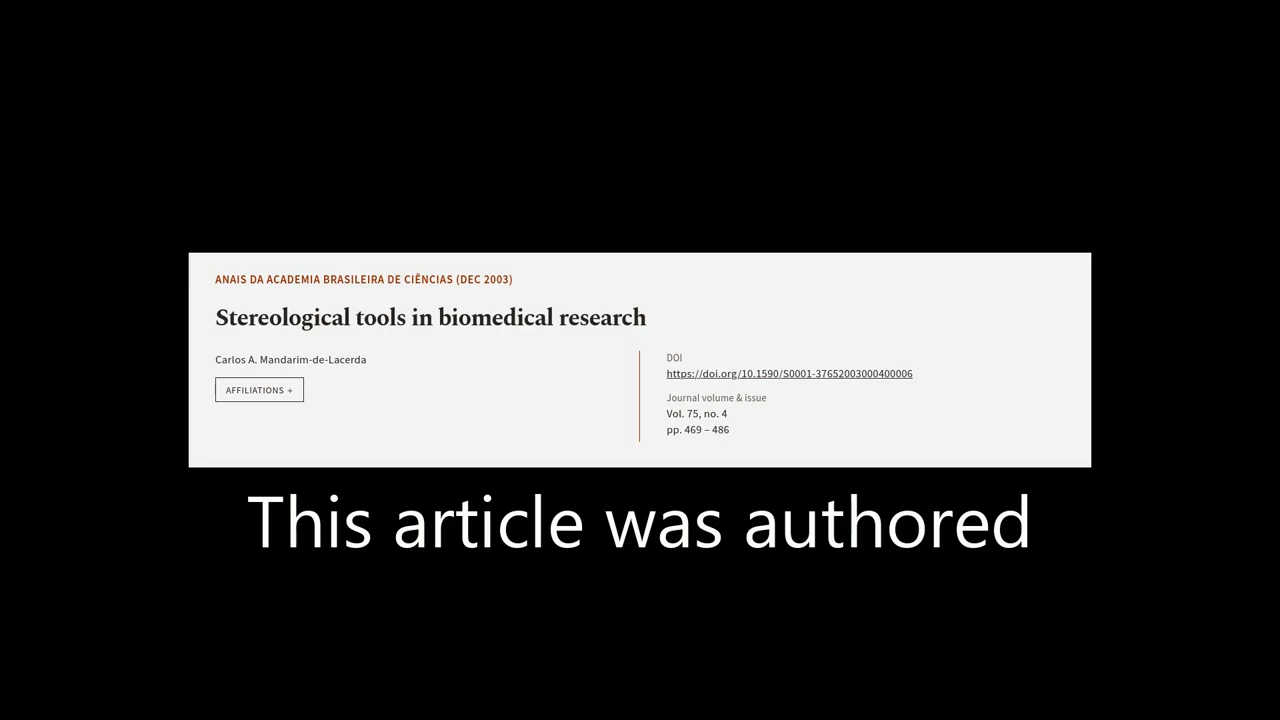 ANAIS DA ACADEMIA BRASILEIRA DE CIÊNCIAS (DEC 2003)
Stereological tools in biomedical research
Carlos A. Mandarim-de-Lacerda
AFFILIATIONS +
DOI
https://doi.org/10.1590/S0001-37652003000400006
Journal volume & issue
Vol. 75, no. 4
pp. 469 – 486
This article was authored